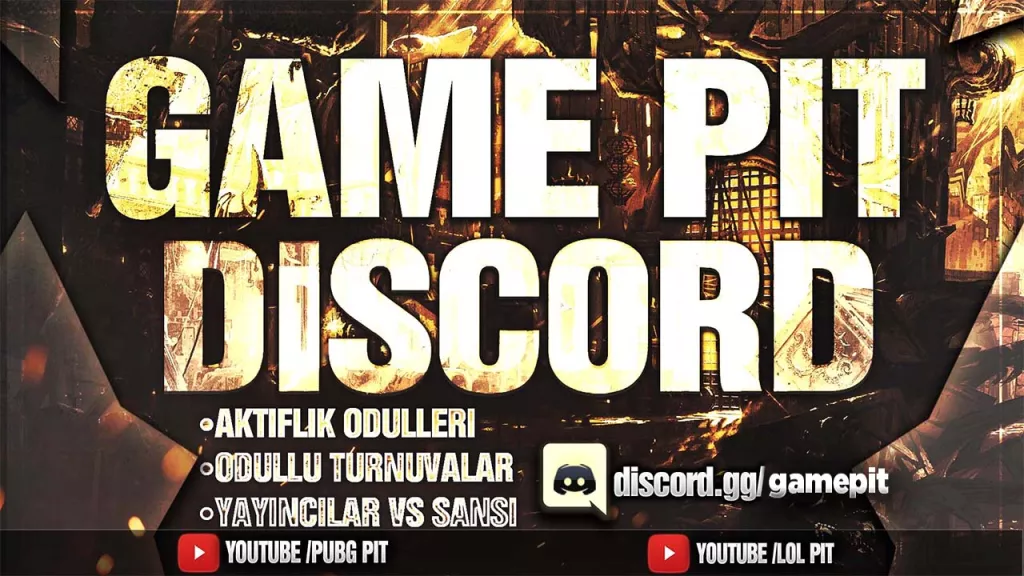 GAME PIT
DISCORD
•AKTIFLIK ODULLERI
•ODULLU TURNUVALAR
•YAYINCILAR VS SANSI
discord.gg/ gamepit
YOUTUBE /PUBG PIT
YOUTUBE /LOL PIT